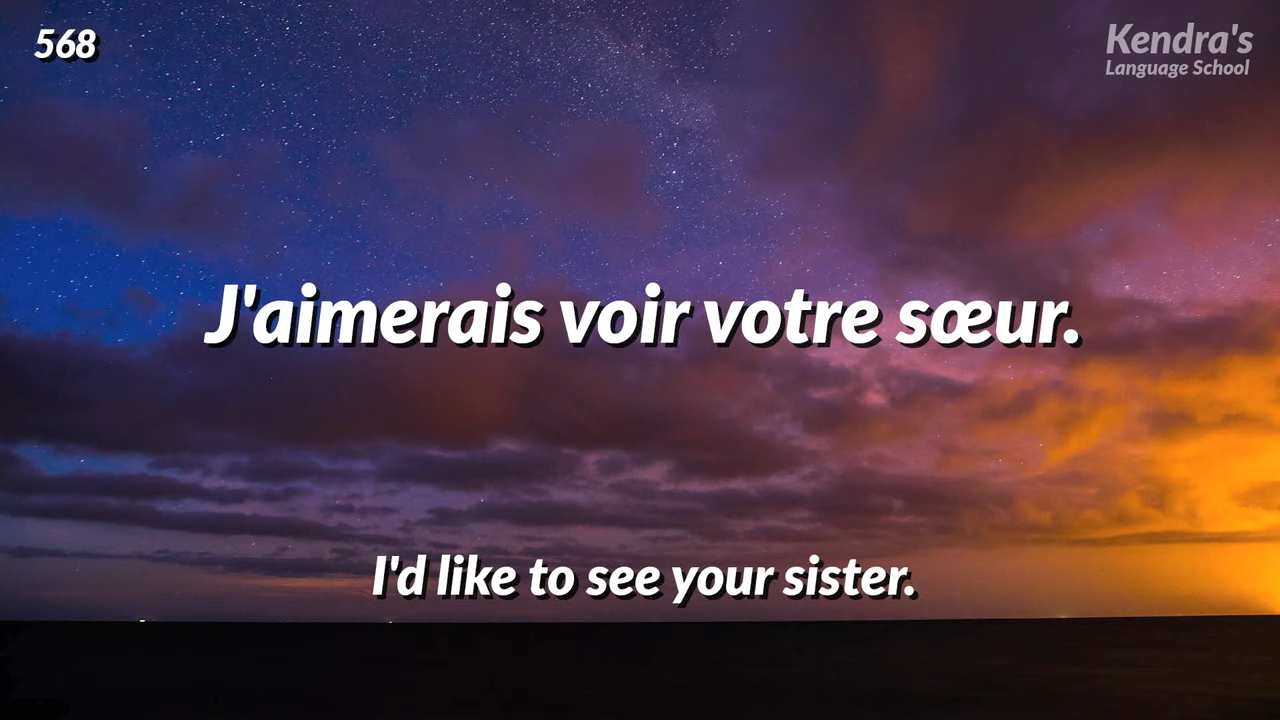 568
Kendra's
Language School
J'aimerais voir votre sœur.
I'd like to see your sister.